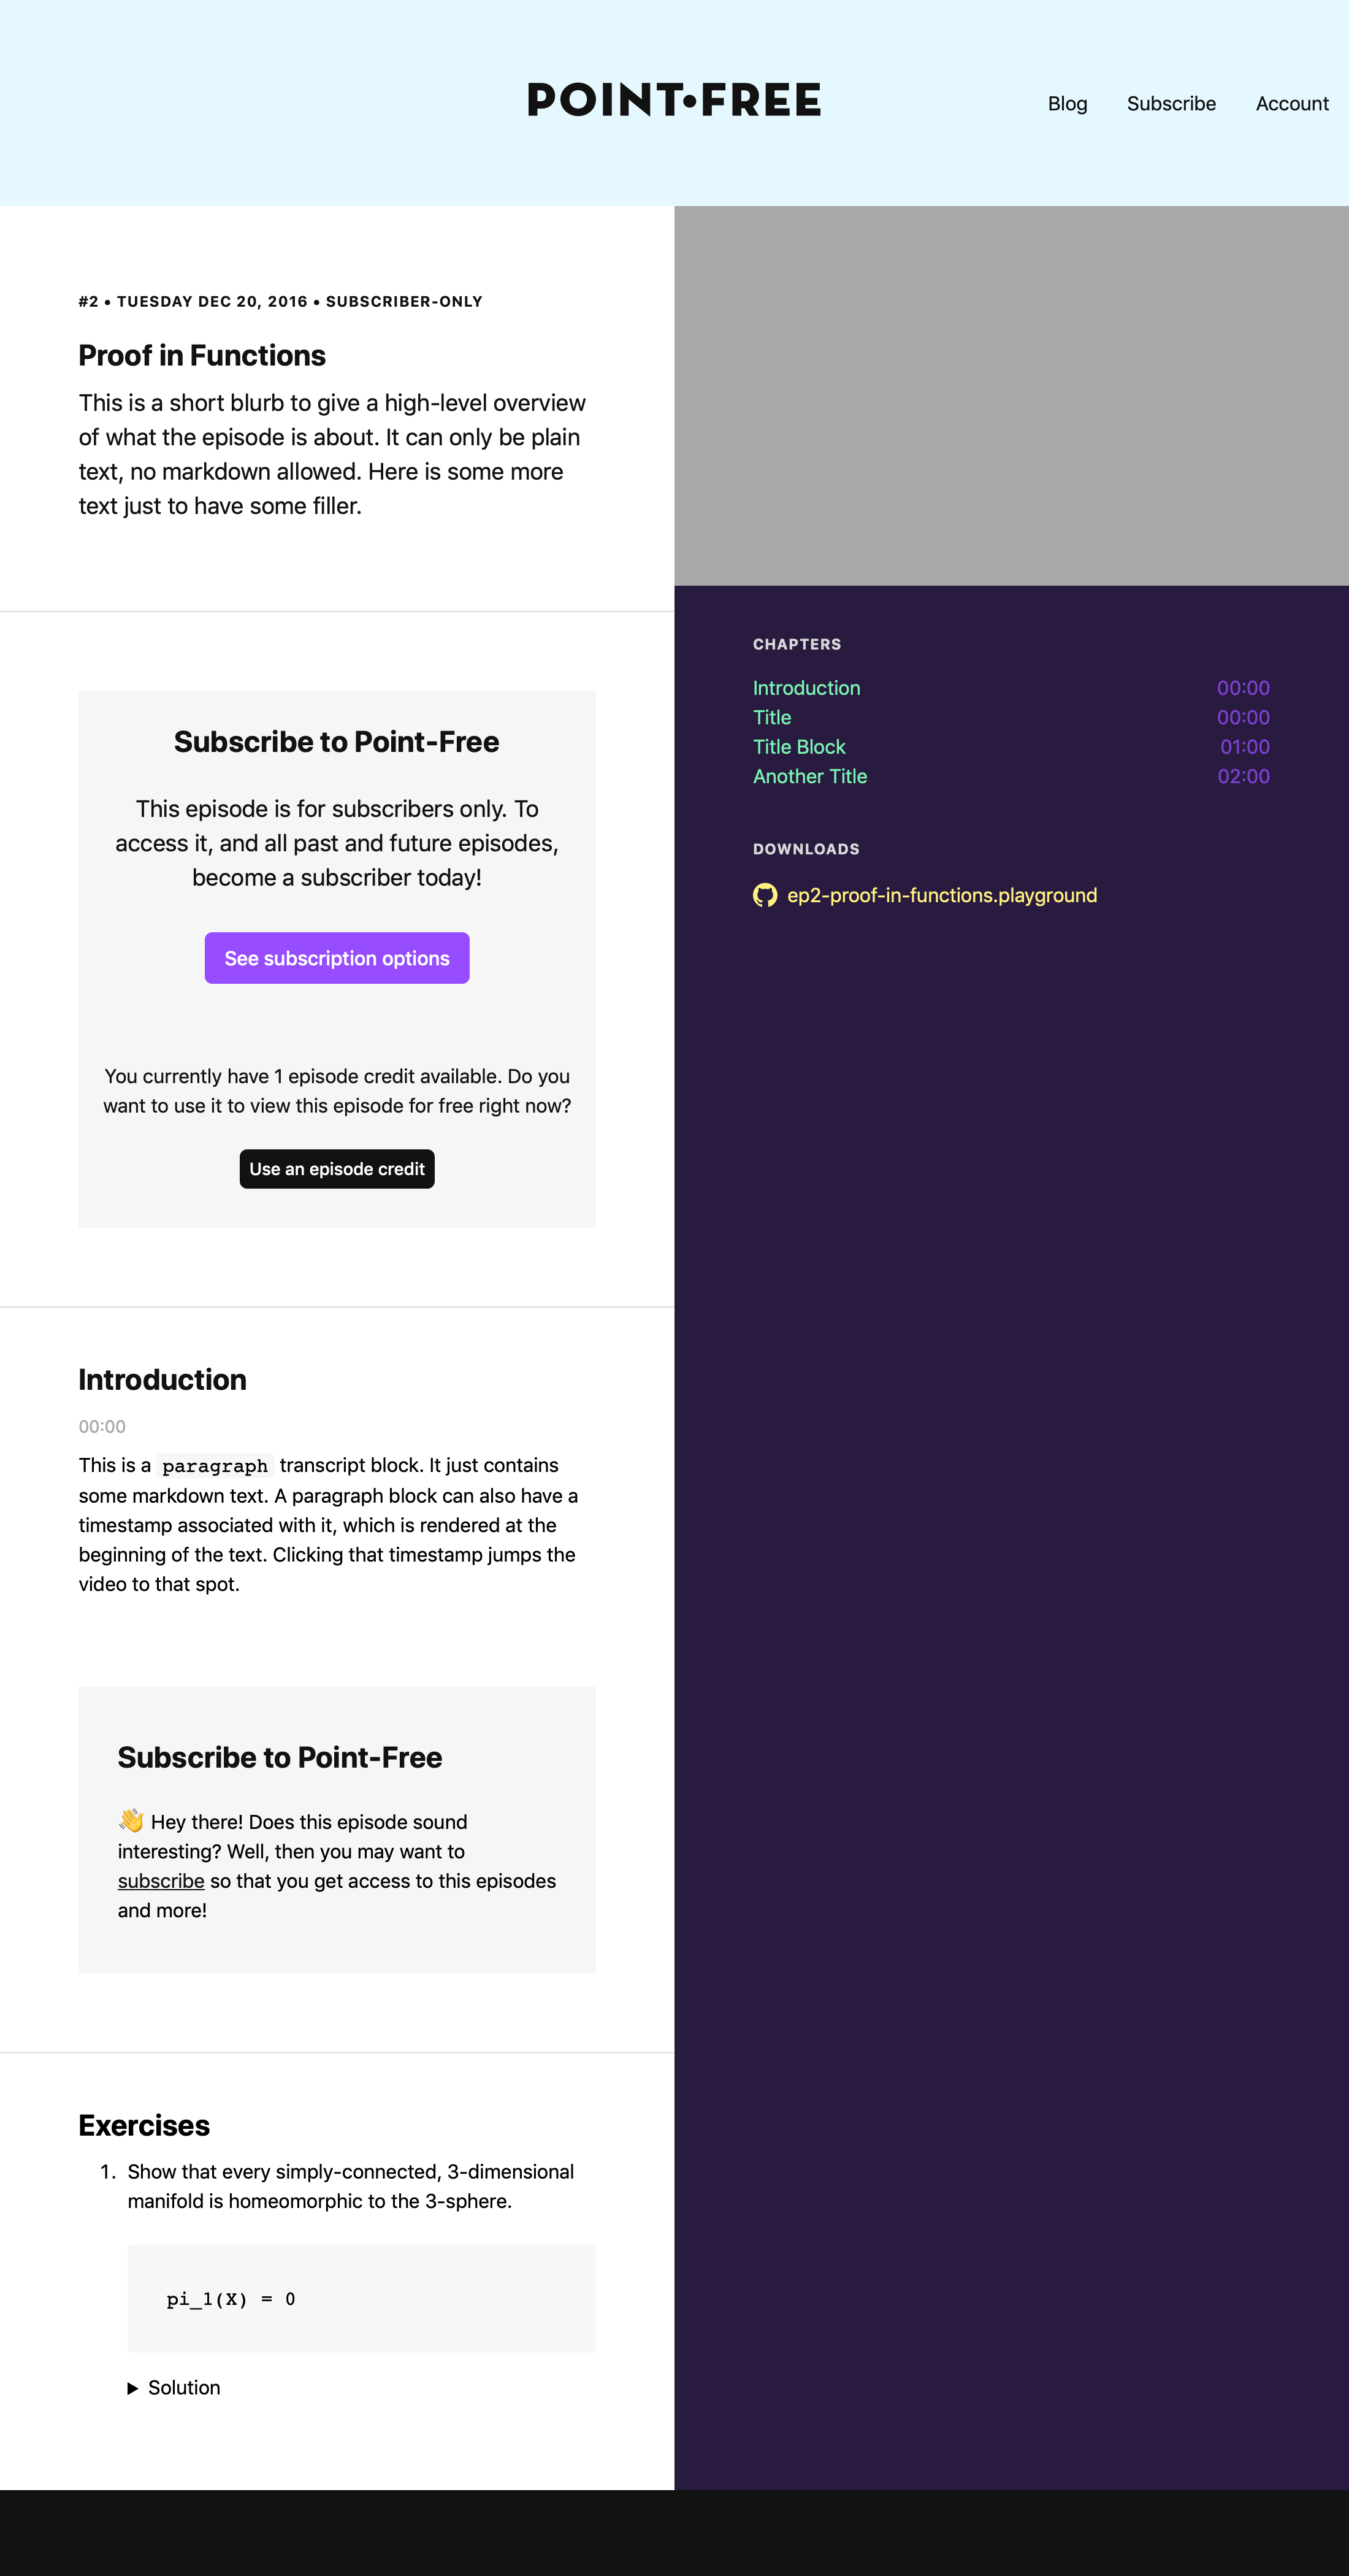 POINT•FREE
Blog
Subscribe
Account
#2 • TUESDAY DEC 20, 2016 • SUBSCRIBER-ONLY
Proof in Functions
This is a short blurb to give a high-level overview
of what the episode is about. It can only be plain
text, no markdown allowed. Here is some more
text just to have some filler.
Subscribe to Point-Free
This episode is for subscribers only. To
access it, and all past and future episodes,
become a subscriber today!
See subscription options
You currently have 1 episode credit available. Do you
want to use it to view this episode for free right now?
Use an episode credit
Introduction
00:00
This is a paragraph transcript block. It just contains
some markdown text. A paragraph block can also have a
timestamp associated with it, which is rendered at the
beginning of the text. Clicking that timestamp jumps the
video to that spot.
Subscribe to Point-Free
👋 Hey there! Does this episode sound
interesting? Well, then you may want to
subscribe so that you get access to this episodes
and more!
Exercises
1. Show that every simply-connected, 3-dimensional
manifold is homeomorphic to the 3-sphere.
pi_1(X) = 0
Solution
CHAPTERS
Introduction 00:00
Title 00:00
Title Block 01:00
Another Title 02:00
DOWNLOADS
ep2-proof-in-functions.playground